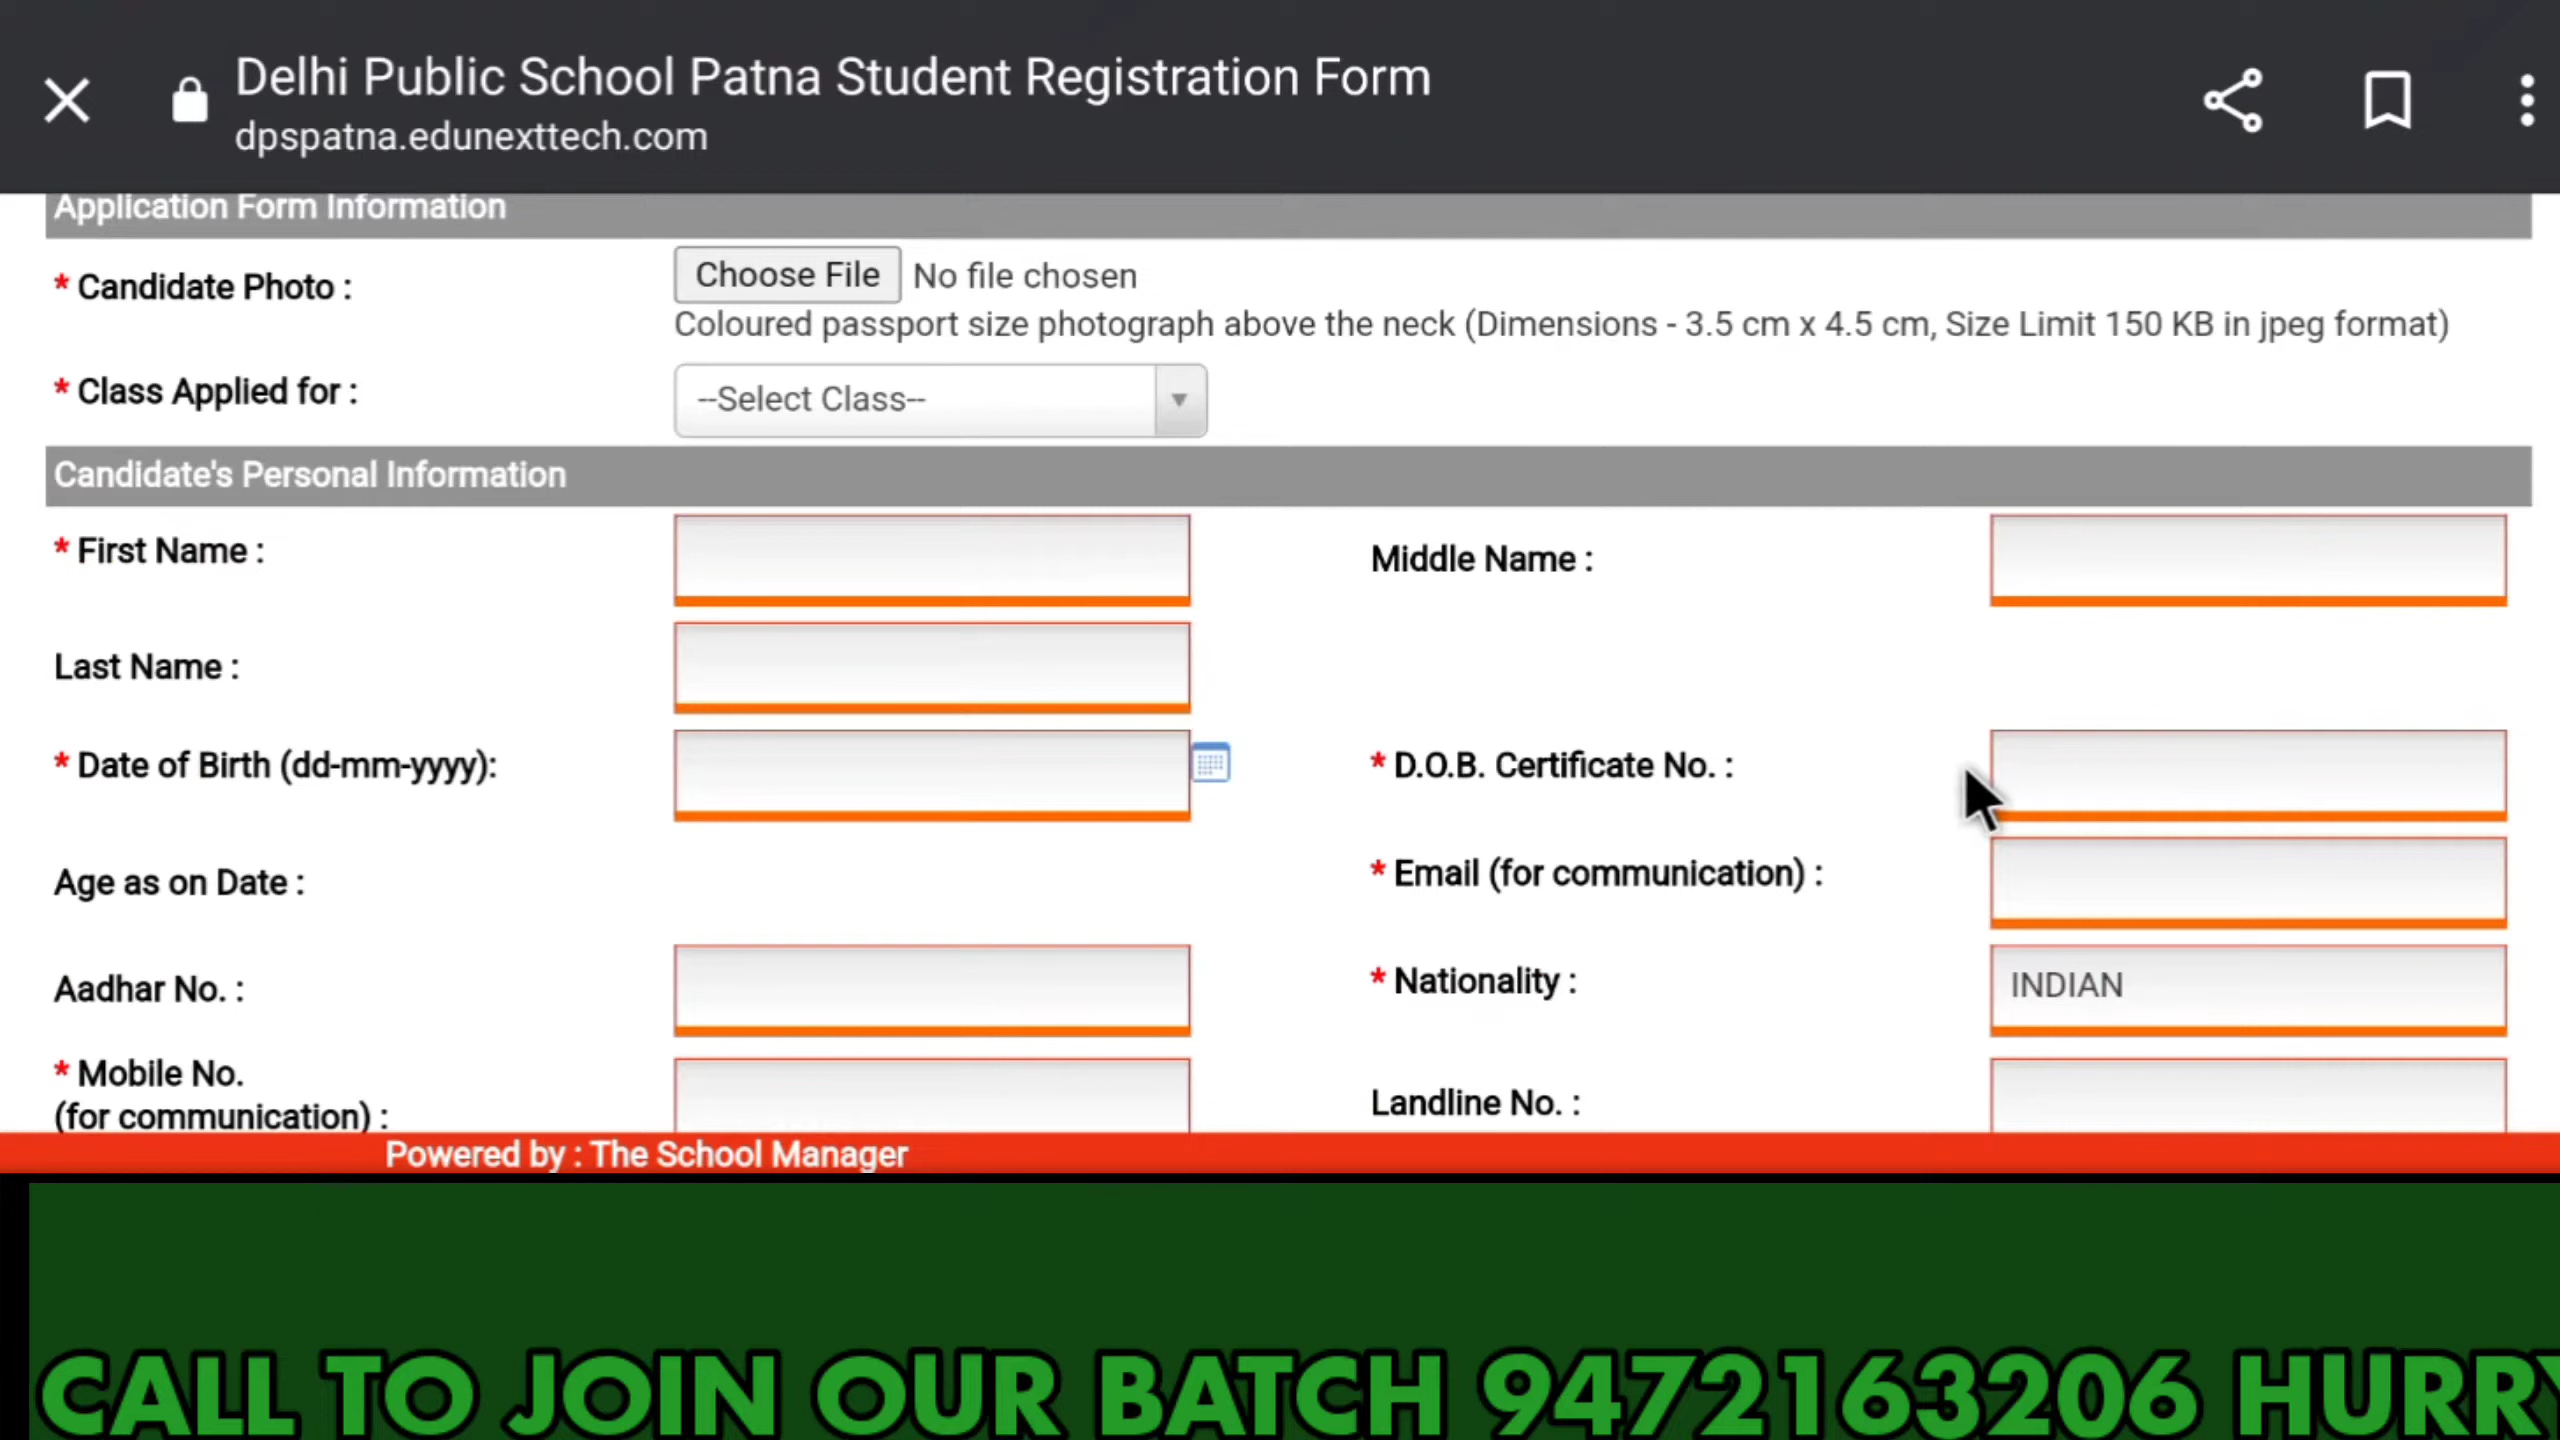 Delhi Public School Patna Student Registration Form
dpspatna.edunexttech.com
Application Form Information
* Candidate Photo :
Choose File No file chosen
Coloured passport size photograph above the neck (Dimensions - 3.5 cm x 4.5 cm, Size Limit 150 KB in jpeg format)
* Class Applied for :
--Select Class--
Candidate's Personal Information
* First Name :
Middle Name :
Last Name :
* Date of Birth (dd-mm-yyyy):
* D.O.B. Certificate No. :
Age as on Date :
* Email (for communication) :
Aadhar No. :
* Nationality :
INDIAN
* Mobile No.
(for communication) :
Landline No. :
Powered by : The School Manager
CALL TO JOIN OUR BATCH 9472163206 HURRY